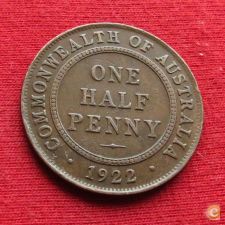 COMMONWEALTH OF AUSTRALIA
ONE
HALF
PENNY
· 1922 ·